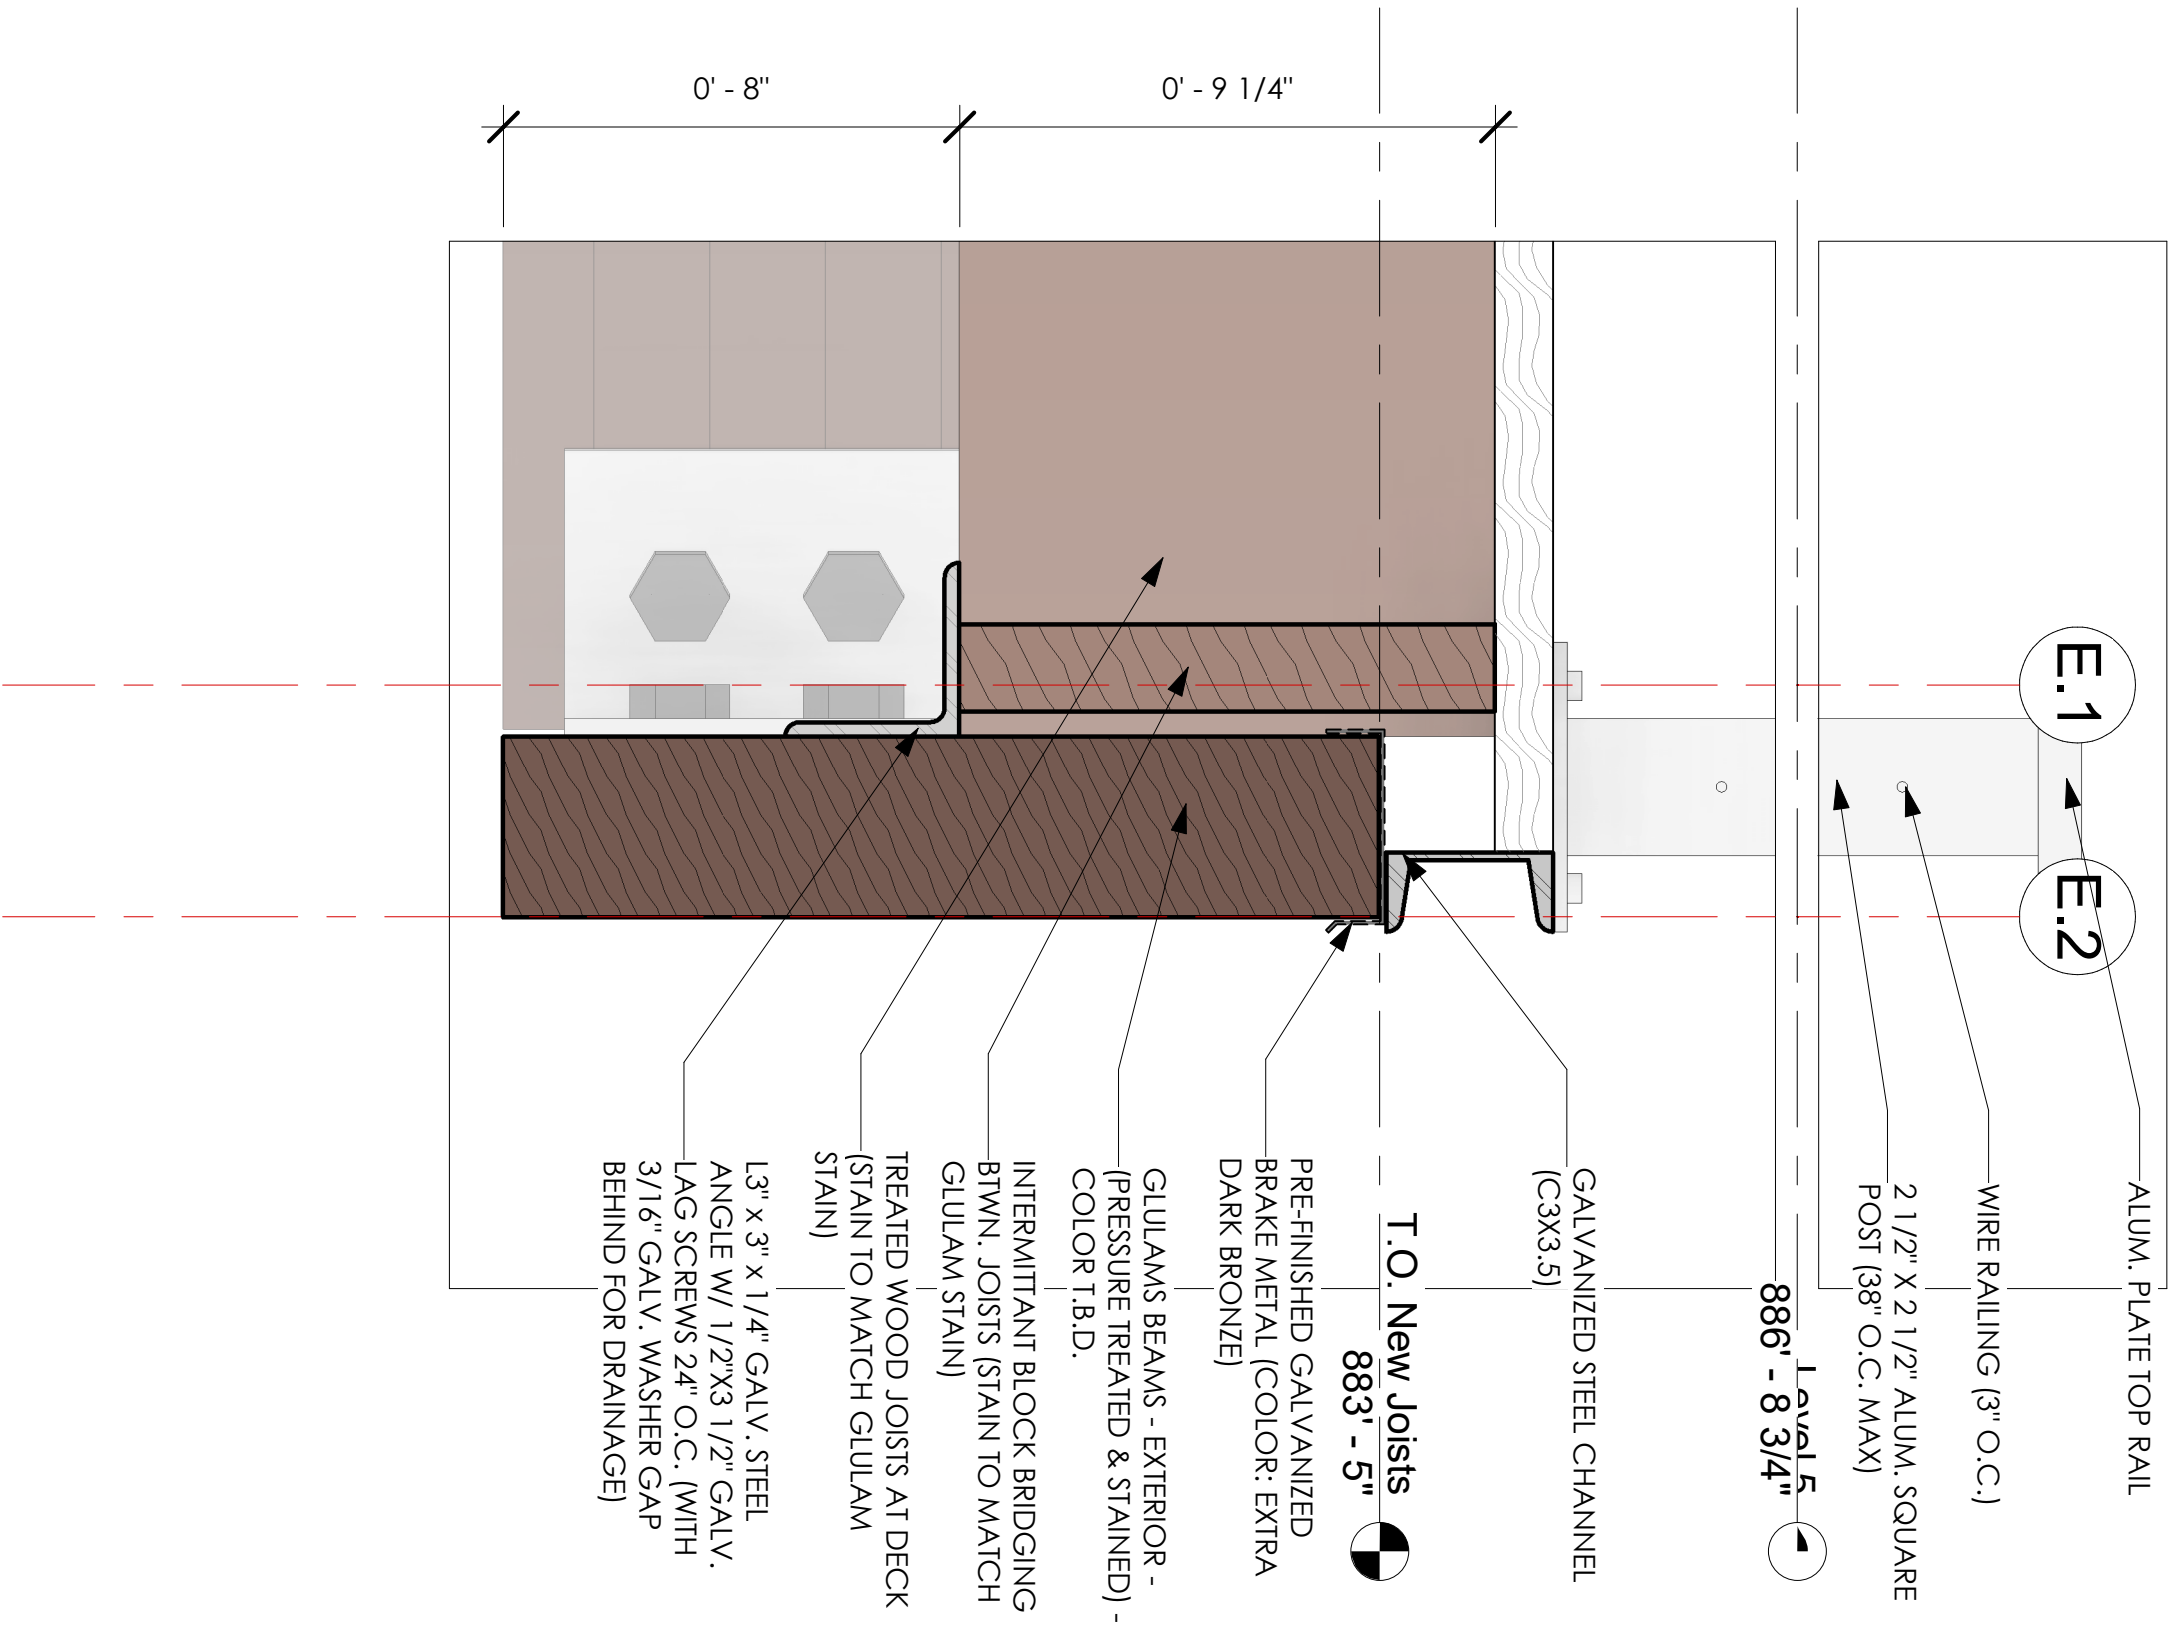 E.1
E.2
ALUM. PLATE TOP RAIL
WIRE RAILING (3" O.C.)
2 1/2" X 2 1/2" ALUM. SQUARE
POST (38" O.C. MAX)
Level 5
886' - 8 3/4"
GALVANIZED STEEL CHANNEL
(C3X3.5)
T.O. New Joists
883' - 5"
PRE-FINISHED GALVANIZED
BRAKE METAL (COLOR: EXTRA
DARK BRONZE)
GLULAMS BEAMS - EXTERIOR -
(PRESSURE TREATED & STAINED) -
COLOR T.B.D.
INTERMITTANT BLOCK BRIDGING
BTWN. JOISTS (STAIN TO MATCH
GLULAM STAIN)
TREATED WOOD JOISTS AT DECK
(STAIN TO MATCH GLULAM
STAIN)
L3" x 3" x 1/4" GALV. STEEL
ANGLE W/ 1/2"X3 1/2" GALV.
LAG SCREWS 24" O.C. (WITH
3/16" GALV. WASHER GAP
BEHIND FOR DRAINAGE)
0' - 8"
0' - 9 1/4"